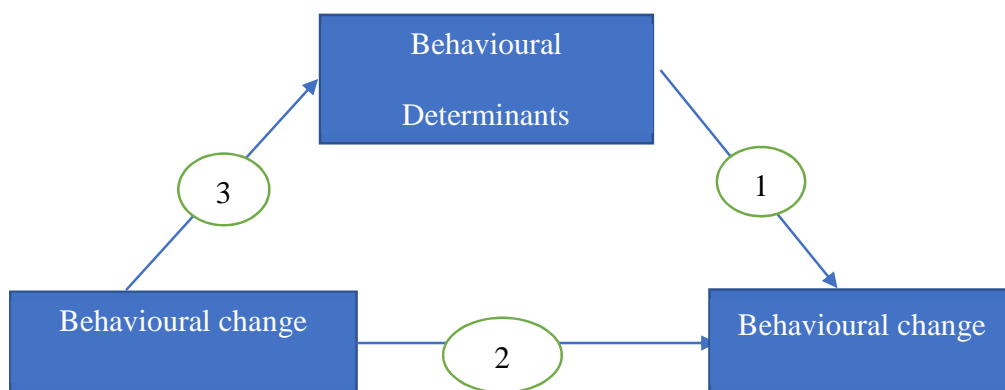 Behavioural
Determinants
3
1
Behavioural change
Behavioural change
2